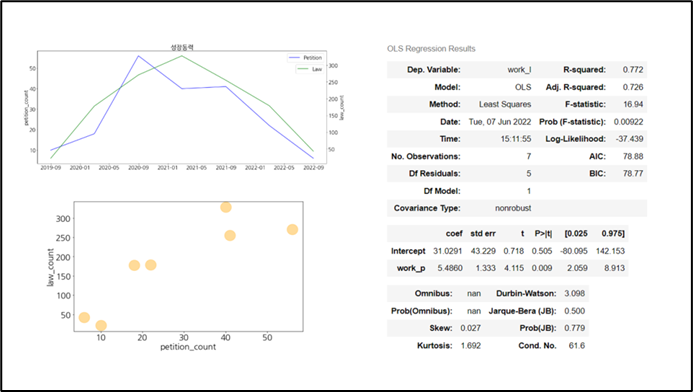 성장동력
Petition
Law
petition_count
50
40
30
20
10
law_count
300
250
200
150
100
50
2019-09 2020-01 2020-05 2020-09 2021-01 2021-05 2021-09 2022-01 2022-05 2022-09
law_count
300
250
200
150
100
50
10 20 30 40 50
petition_count
OLS Regression Results
Dep. Variable: work_l R-squared: 0.772
Model: OLS Adj. R-squared: 0.726
Method: Least Squares F-statistic: 16.94
Date: Tue, 07 Jun 2022 Prob (F-statistic): 0.00922
Time: 15:11:55 Log-Likelihood: -37.439
No. Observations: 7 AIC: 78.88
Df Residuals: 5 BIC: 78.77
Df Model: 1
Covariance Type: nonrobust
coef std err t P>|t| [0.025 0.975]
Intercept 31.0291 43.229 0.718 0.505 -80.095 142.153
work_p 5.4860 1.333 4.115 0.009 2.059 8.913
Omnibus: nan Durbin-Watson: 3.098
Prob(Omnibus): nan Jarque-Bera (JB): 0.500
Skew: 0.027 Prob(JB): 0.779
Kurtosis: 1.692 Cond. No. 61.6